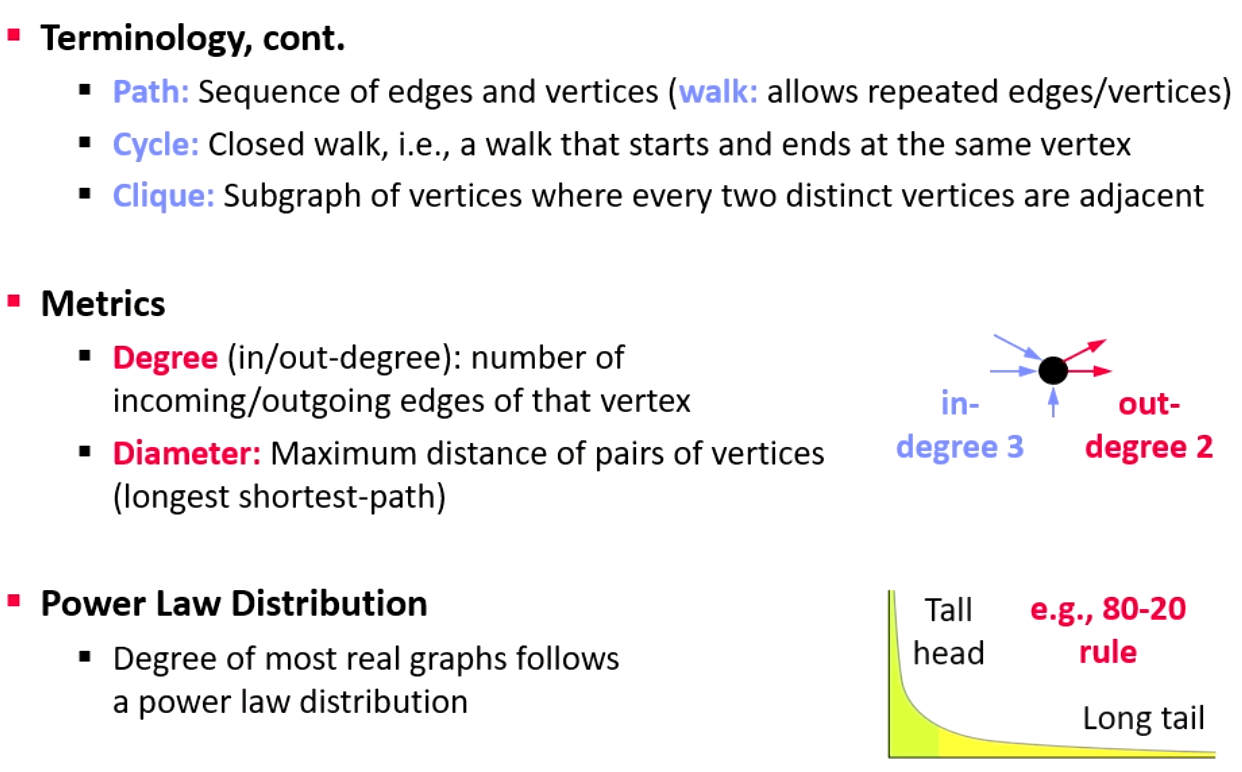 Terminology, cont.
Path: Sequence of edges and vertices (walk: allows repeated edges/vertices)
Cycle: Closed walk, i.e., a walk that starts and ends at the same vertex
Clique: Subgraph of vertices where every two distinct vertices are adjacent
Metrics
Degree (in/out-degree): number of
incoming/outgoing edges of that vertex
Diameter: Maximum distance of pairs of vertices
(longest shortest-path)
in-
degree 3
out-
degree 2
Power Law Distribution
Degree of most real graphs follows
a power law distribution
Tall
head
e.g., 80-20
rule
Long tail